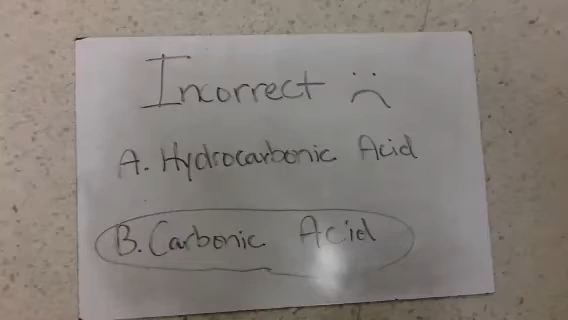 Incorrect :(
A. Hydrocarbonic Acid
B. Carbonic Acid